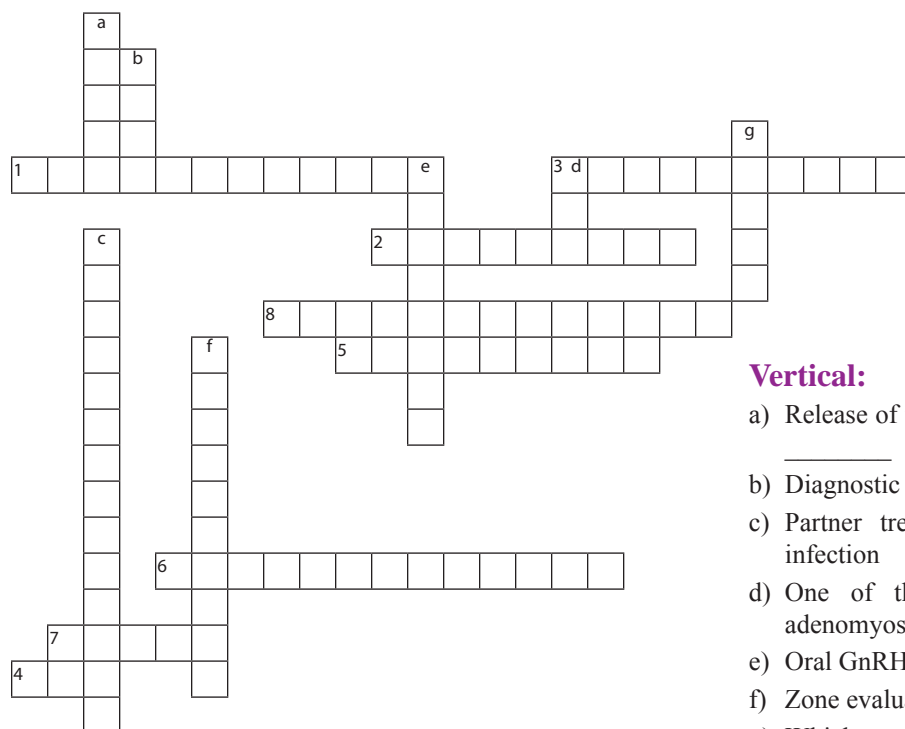 a
b
g
1 e 3 d
c 2
8
f
5
6
7
4
Vertical:
a) Release of
________
b) Diagnostic
c) Partner tre
infection
d) One of th
adenomyos
e) Oral GnRH
f) Zone evalu